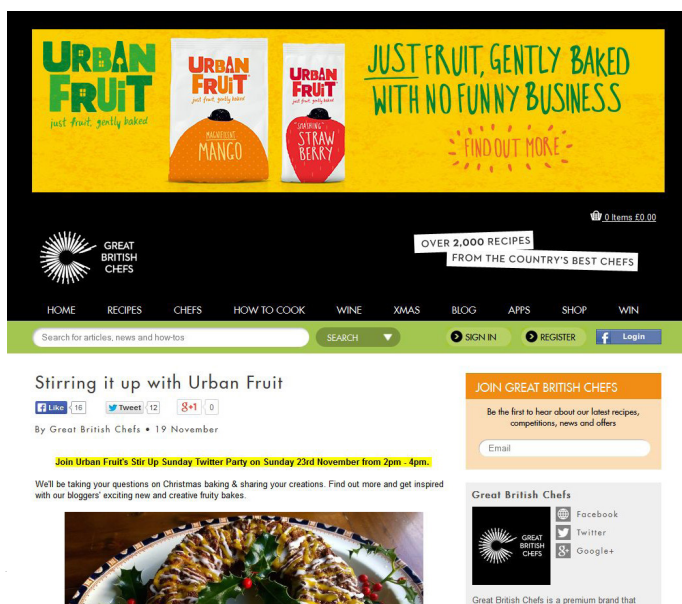 URBAN
FRUiT
just fruit, gently baked
URBAN
FRUiT
just fruit, gently baked
MAGNIFICENT
MANGO
URBAN
FRUiT
just fruit, gently baked
"SMASHING"
STRAW
BERRY
JUST FRUIT, GENTLY BAKED
WITH NO FUNNY BUSINESS
FIND OUT MORE
0 Items £0.00
GREAT
BRITISH
CHEFS
OVER 2,000 RECIPES
FROM THE COUNTRY'S BEST CHEFS
HOME RECIPES CHEFS HOW TO COOK WINE XMAS BLOG APPS SHOP WIN
Search for articles, news and how-tos SEARCH SIGN IN REGISTER f Login
Stirring it up with Urban Fruit
f Like 16 Tweet 12 g+1 0
By Great British Chefs • 19 November
Join Urban Fruit's Stir Up Sunday Twitter Party on Sunday 23rd November from 2pm - 4pm.
We'll be taking your questions on Christmas baking & sharing your creations. Find out more and get inspired
with our bloggers' exciting new and creative fruity bakes.
JOIN GREAT BRITISH CHEFS
Be the first to hear about our latest recipes,
competitions, news and offers
Email
Great British Chefs
GREAT
BRITISH
CHEFS
Facebook
Twitter
g+ Google+
Great British Chefs is a premium brand that